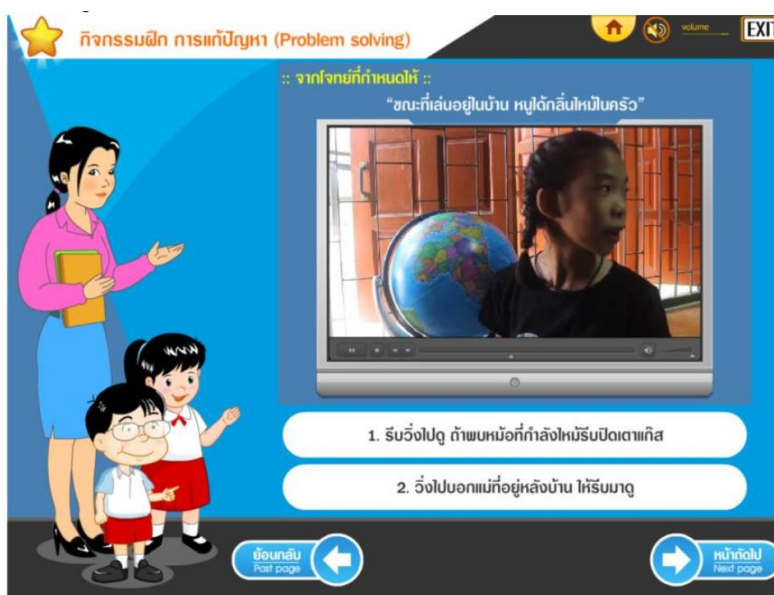 กิจกรรมฝึก การแก้ปัญหา (Problem solving)
volume
EXIT
:: จากโจทย์ที่กำหนดให้ ::
“ขณะที่เล่นอยู่ในบ้าน หนูได้กลิ่นไหม้ในครัว”
1. รีบวิ่งไปดู ถ้าพบหม้อที่กำลังไหม้รีบปิดเตาแก๊ส
2. วิ่งไปบอกแม่ที่อยู่หลังบ้าน ให้รีบมาดู
ย้อนกลับ
Past page
หน้าถัดไป
Next page